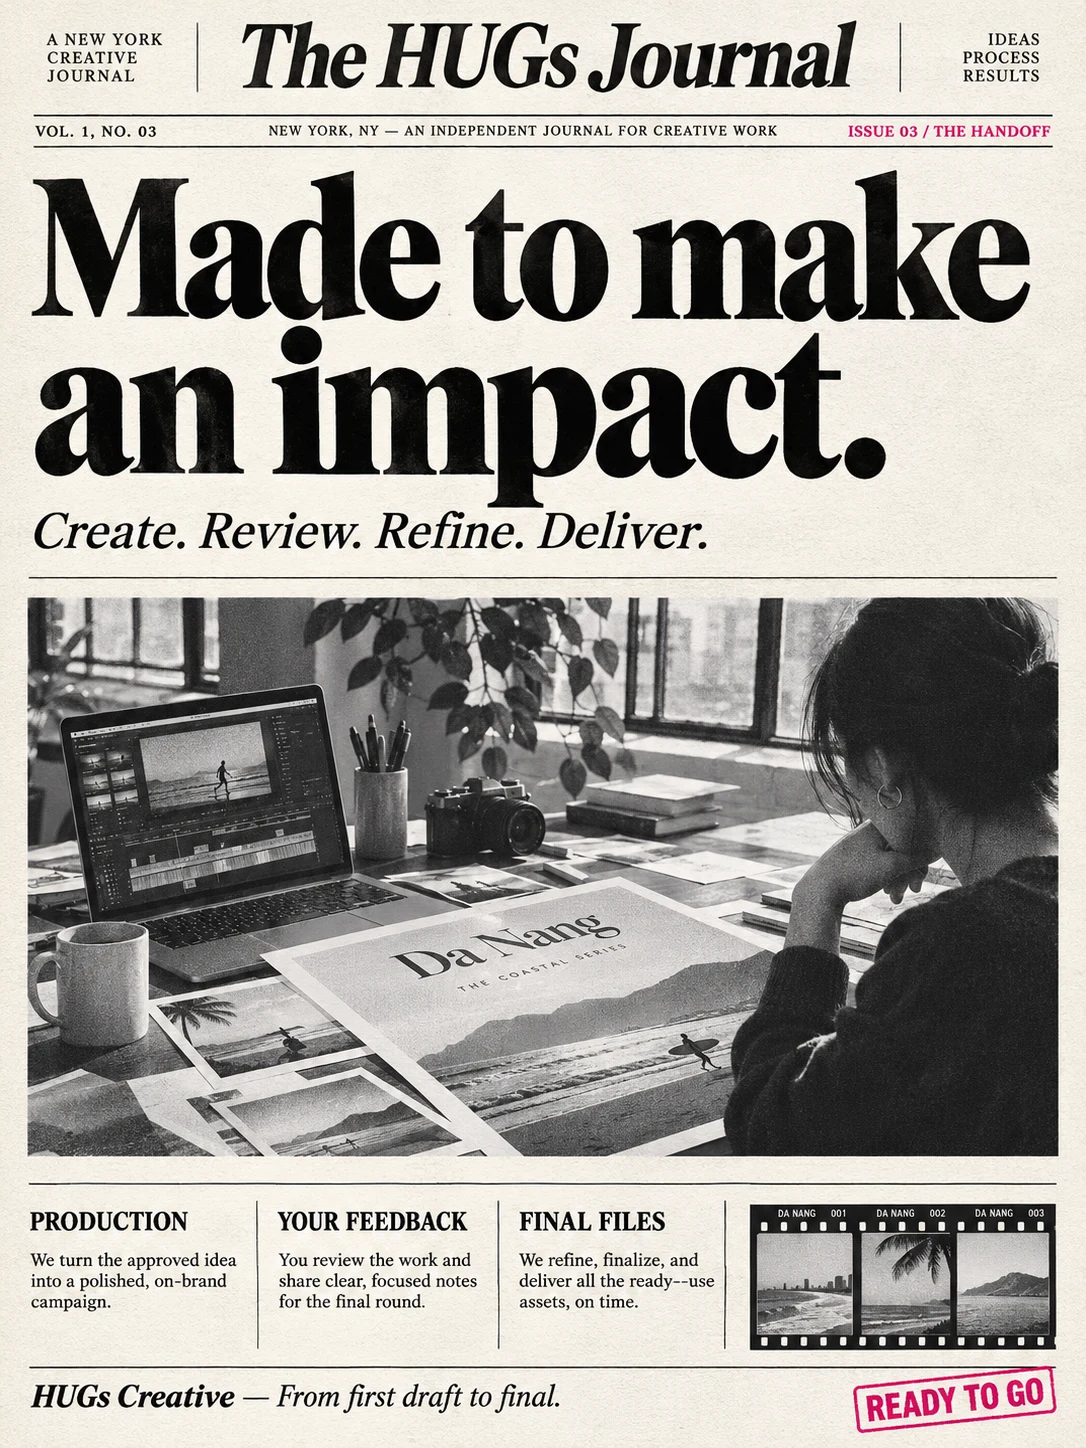 A NEW YORK
CREATIVE
JOURNAL
The HUGs Journal
IDEAS
PROCESS
RESULTS
VOL. 1, NO. 03
NEW YORK, NY — AN INDEPENDENT JOURNAL FOR CREATIVE WORK
ISSUE 03 / THE HANDOFF
Made to make
an impact.
Create. Review. Refine. Deliver.
Da Nang
THE COASTAL SERIES
PRODUCTION
We turn the approved idea
into a polished, on-brand
campaign.
YOUR FEEDBACK
You review the work and
share clear, focused notes
for the final round.
FINAL FILES
We refine, finalize, and
deliver all the ready--use
assets, on time.
DA NANG 001 DA NANG 002 DA NANG 003
HUGs Creative — From first draft to final.
READY TO GO